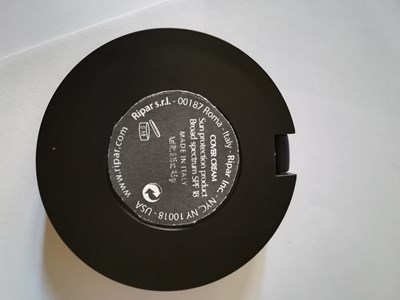 Ripar s.r.l. - 00187 Roma - Italy - Ripar Inc. - NYC, NY 10018 - USA
www.ripar.com
COVER CREAM
Sun protection product
Broad spectrum SPF 18
MADE IN ITALY